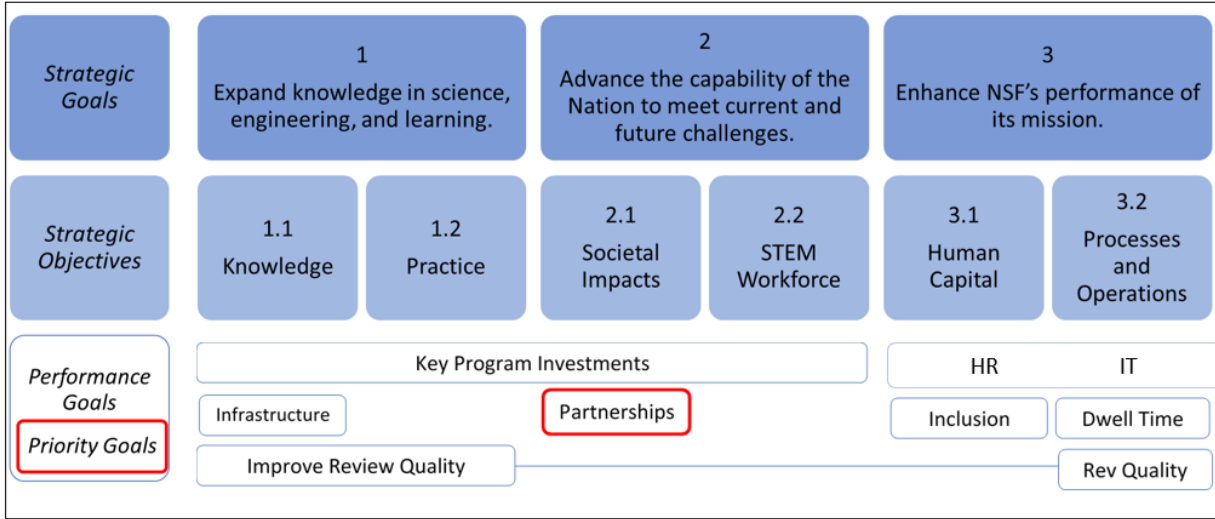 Strategic
Goals
1
Expand knowledge in science,
engineering, and learning.
2
Advance the capability of the
Nation to meet current and
future challenges.
3
Enhance NSF’s performance of
its mission.
Strategic
Objectives
1.1
Knowledge
1.2
Practice
2.1
Societal
Impacts
2.2
STEM
Workforce
3.1
Human
Capital
3.2
Processes
and
Operations
Performance
Goals
Priority Goals
Key Program Investments
HR
IT
Infrastructure
Partnerships
Inclusion
Dwell Time
Improve Review Quality
Rev Quality